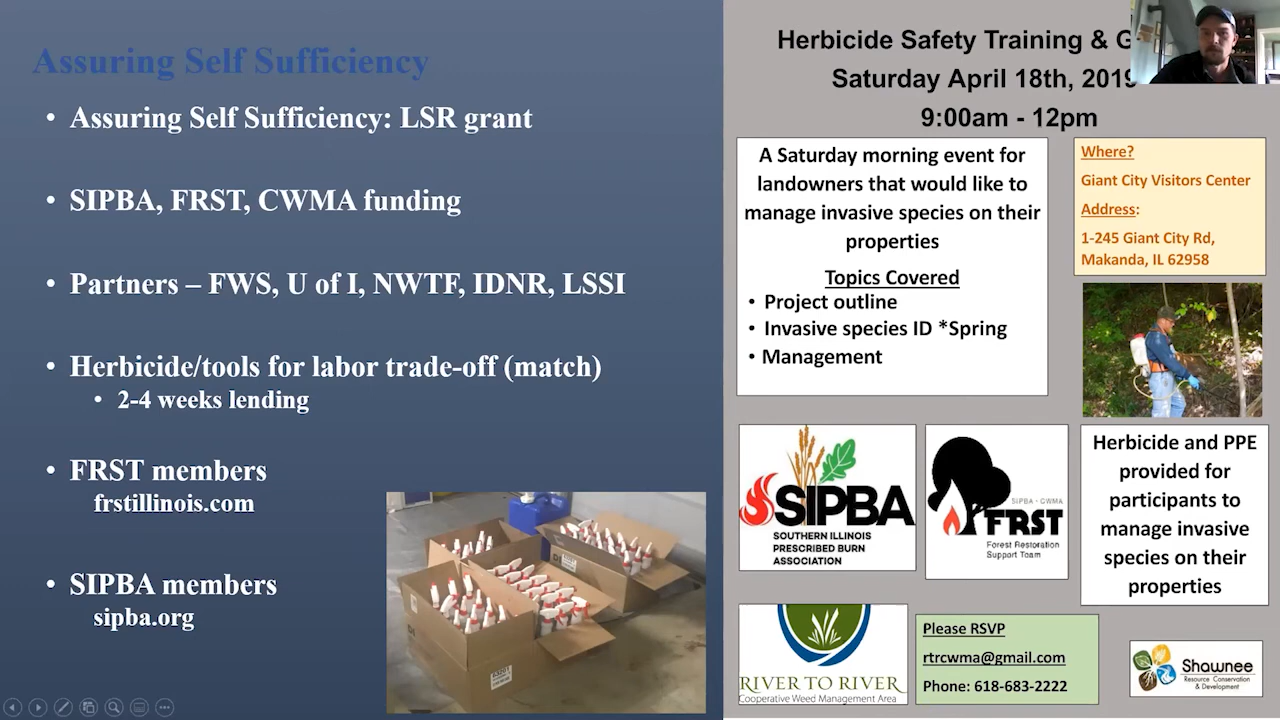 Assuring Self Sufficiency
• Assuring Self Sufficiency: LSR grant
• SIPBA, FRST, CWMA funding
• Partners – FWS, U of I, NWTF, IDNR, LSSI
• Herbicide/tools for labor trade-off (match)
• 2-4 weeks lending
• FRST members
frstillinois.com
• SIPBA members
sipba.org
Herbicide Safety Training & G
Saturday April 18th, 2019
9:00am - 12pm
A Saturday morning event for
landowners that would like to
manage invasive species on their
properties
Topics Covered
• Project outline
• Invasive species ID *Spring
• Management
Where?
Giant City Visitors Center
Address:
1-245 Giant City Rd,
Makanda, IL 62958
SIPBA
SOUTHERN ILLINOIS
PRESCRIBED BURN
ASSOCIATION
SIPBA - CWMA
FRST
Forest Restoration
Support Team
Herbicide and PPE
provided for
participants to
manage invasive
species on their
properties
RIVER TO RIVER
Cooperative Weed Management Area
Please RSVP
rtrcwma@gmail.com
Phone: 618-683-2222
Shawnee
Resource Conservation
& Development